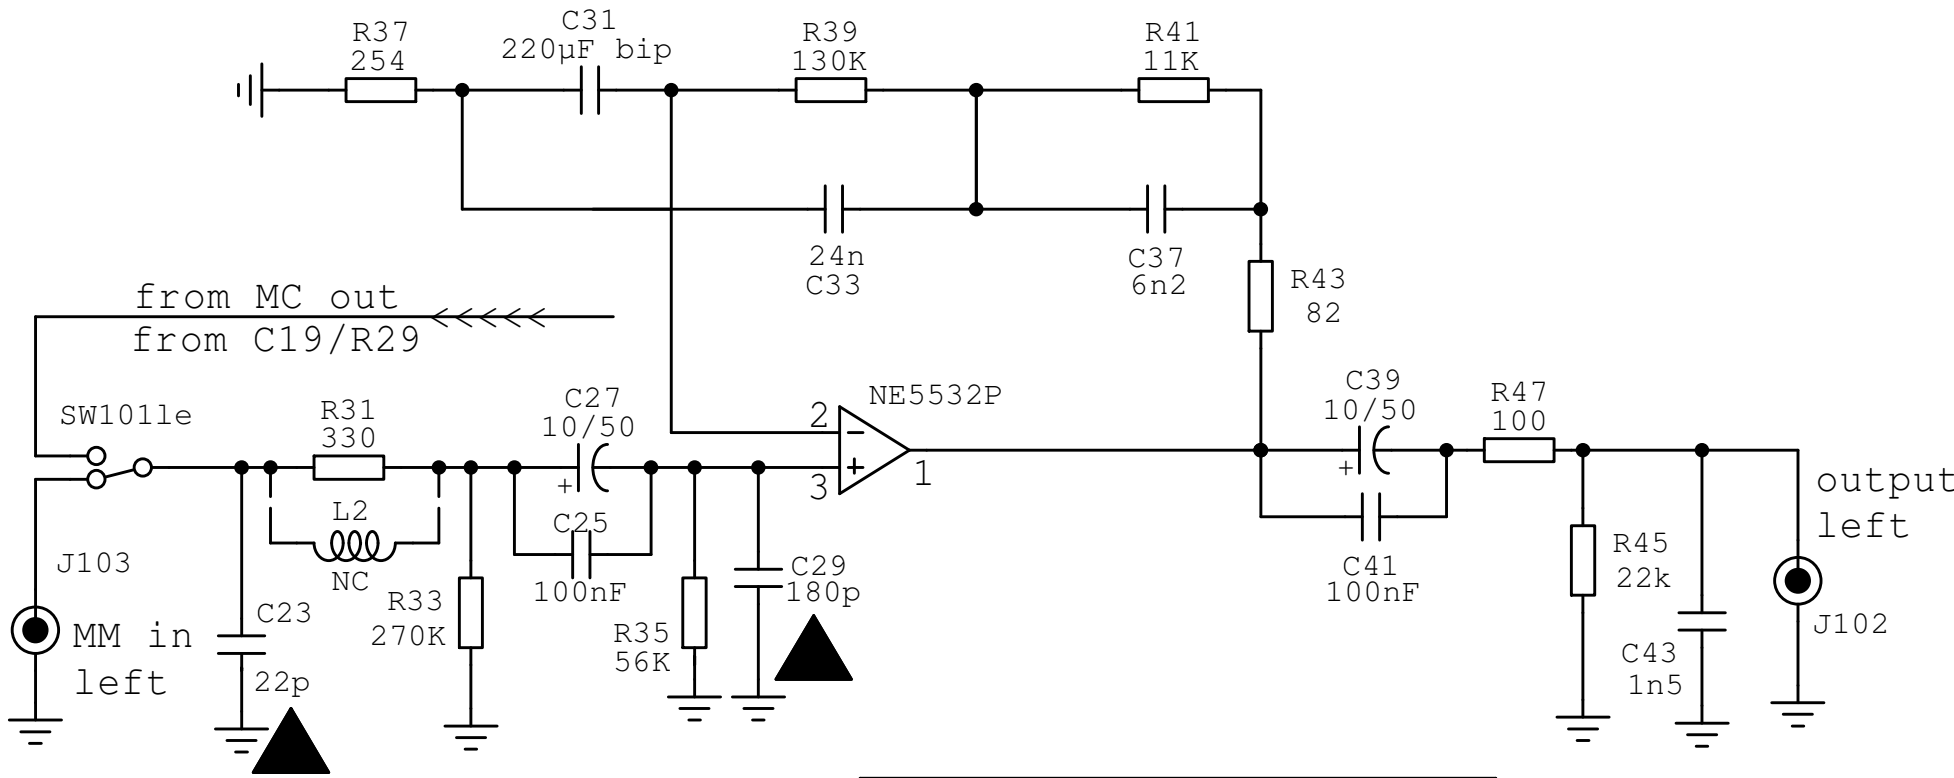 R37
254
C31
220µF bip
R39
130K
R41
11K
24n
C33
C37
6n2
R43
82
from MC out
from C19/R29
SW101le
R31
330
C27
10/50
+
2
3
1
NE5532P
C39
10/50
+
R47
100
L2
NC
C25
100nF
J103
MM in
left
C23
22p
R33
270K
R35
56K
C29
180p
C41
100nF
R45
22k
C43
1n5
output
left
J102